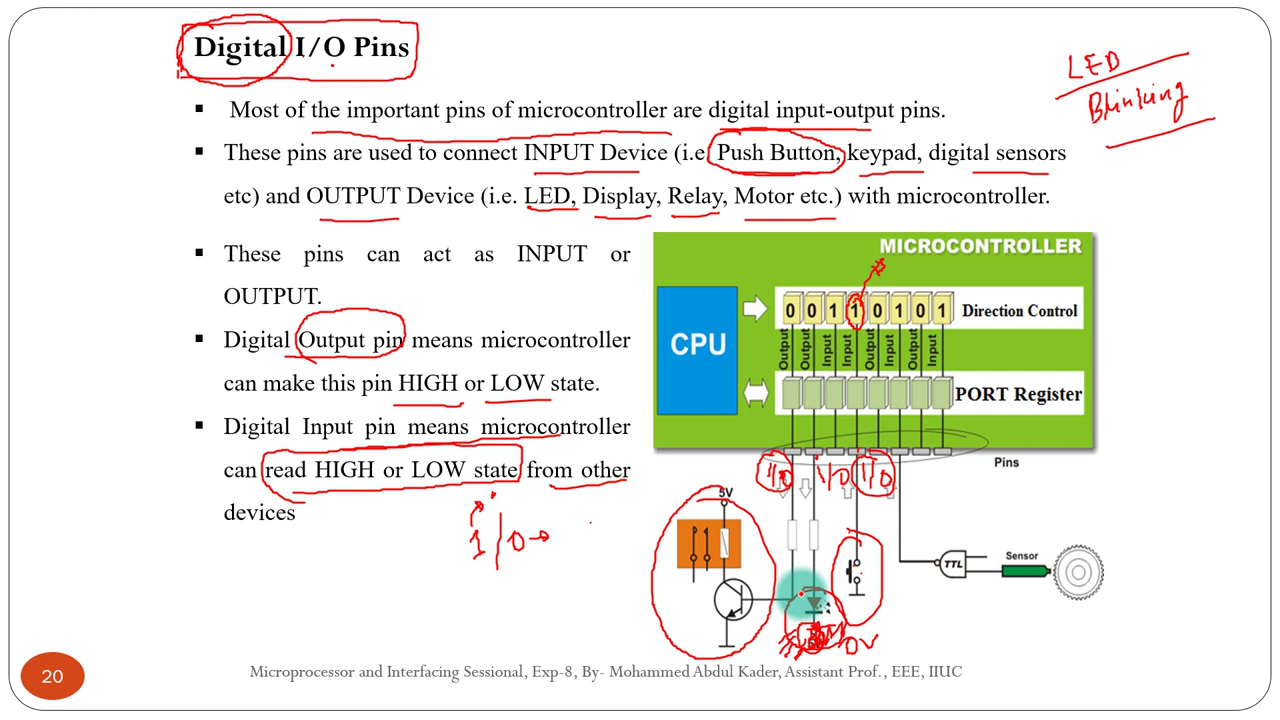 Digital I/O Pins
LED
Blinking
▪ Most of the important pins of microcontroller are digital input-output pins.
▪ These pins are used to connect INPUT Device (i.e Push Button, keypad, digital sensors
etc) and OUTPUT Device (i.e. LED, Display, Relay, Motor etc.) with microcontroller.
▪ These pins can act as INPUT or
OUTPUT.
▪ Digital Output pin means microcontroller
can make this pin HIGH or LOW state.
▪ Digital Input pin means microcontroller
can read HIGH or LOW state from other
devices
1/0
MICROCONTROLLER
CPU
0 0 1 1 0 1 0 1
Direction Control
Output Output Input Input Output Input Output Input
PORT Register
Pins
1/0 1/0 1/0
5V
TTL
Sensor
0V
20
Microprocessor and Interfacing Sessional, Exp-8, By- Mohammed Abdul Kader, Assistant Prof., EEE, IIUC